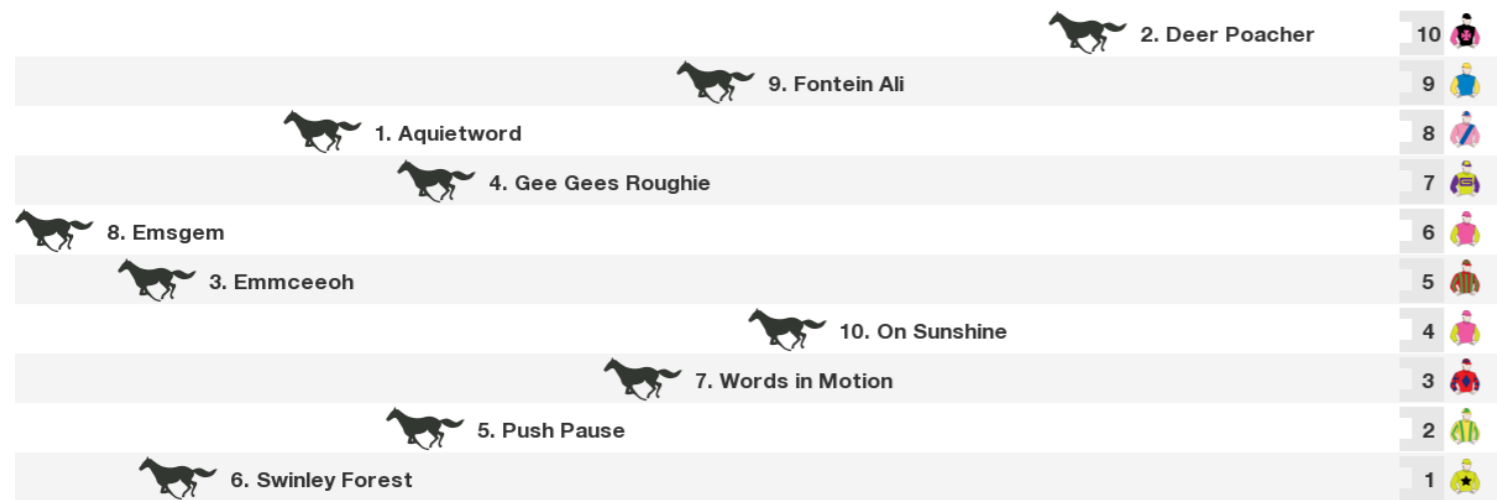 2. Deer Poacher 10
9. Fontein Ali 9
1. Aquietword 8
4. Gee Gees Roughie 7
8. Emsgem 6
3. Emmceeoh 5
10. On Sunshine 4
7. Words in Motion 3
5. Push Pause 2
6. Swinley Forest 1